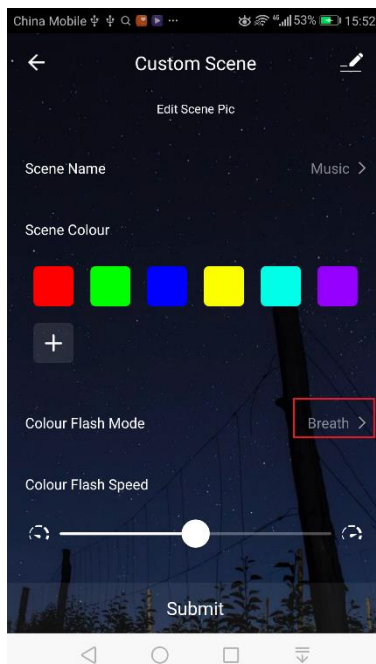 China Mobile 53% 15:52
Custom Scene
Edit Scene Pic
Scene Name Music >
Scene Colour
+
Colour Flash Mode Breath >
Colour Flash Speed
Submit